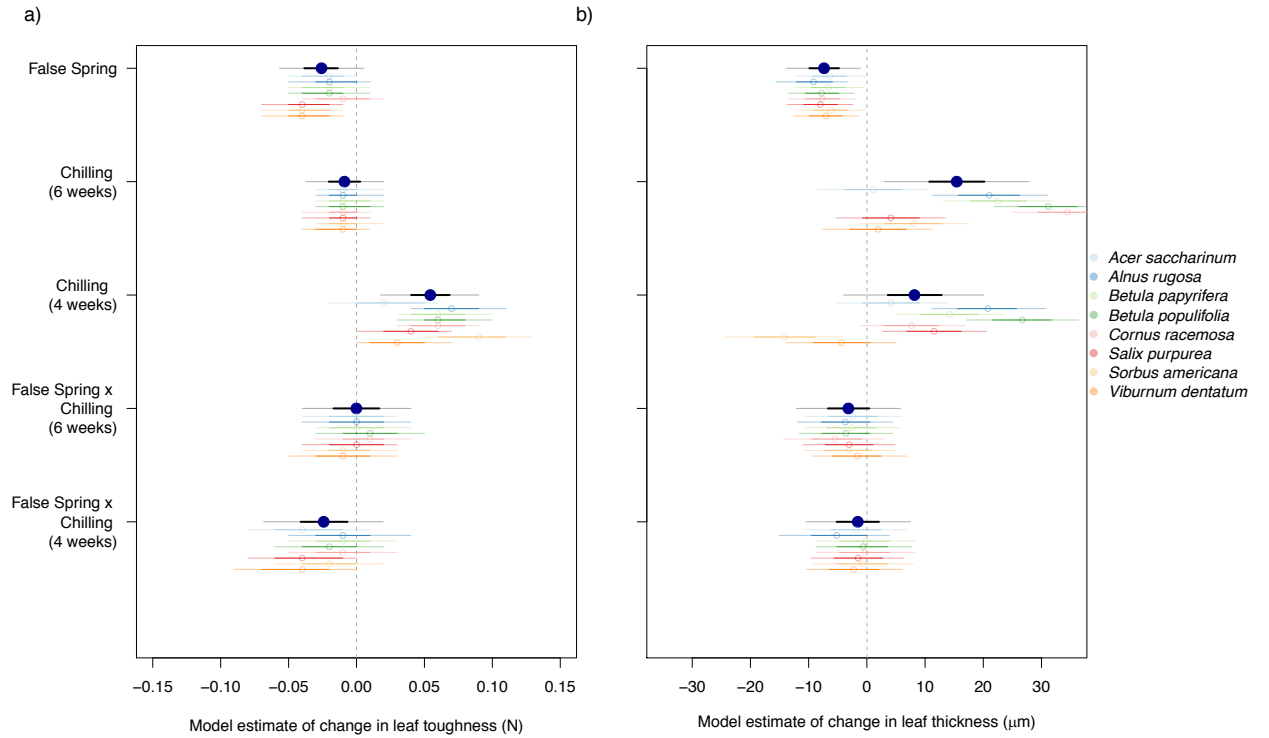 a)
b)
False Spring
Chilling
(6 weeks)
Chilling
(4 weeks)
False Spring x
Chilling
(6 weeks)
False Spring x
Chilling
(4 weeks)
−0.15 −0.10 −0.05 0.00 0.05 0.10 0.15
Model estimate of change in leaf toughness (N)
−30 −20 −10 0 10 20 30
Model estimate of change in leaf thickness (μm)
Acer saccharinum
Alnus rugosa
Betula papyrifera
Betula populifolia
Cornus racemosa
Salix purpurea
Sorbus americana
Viburnum dentatum